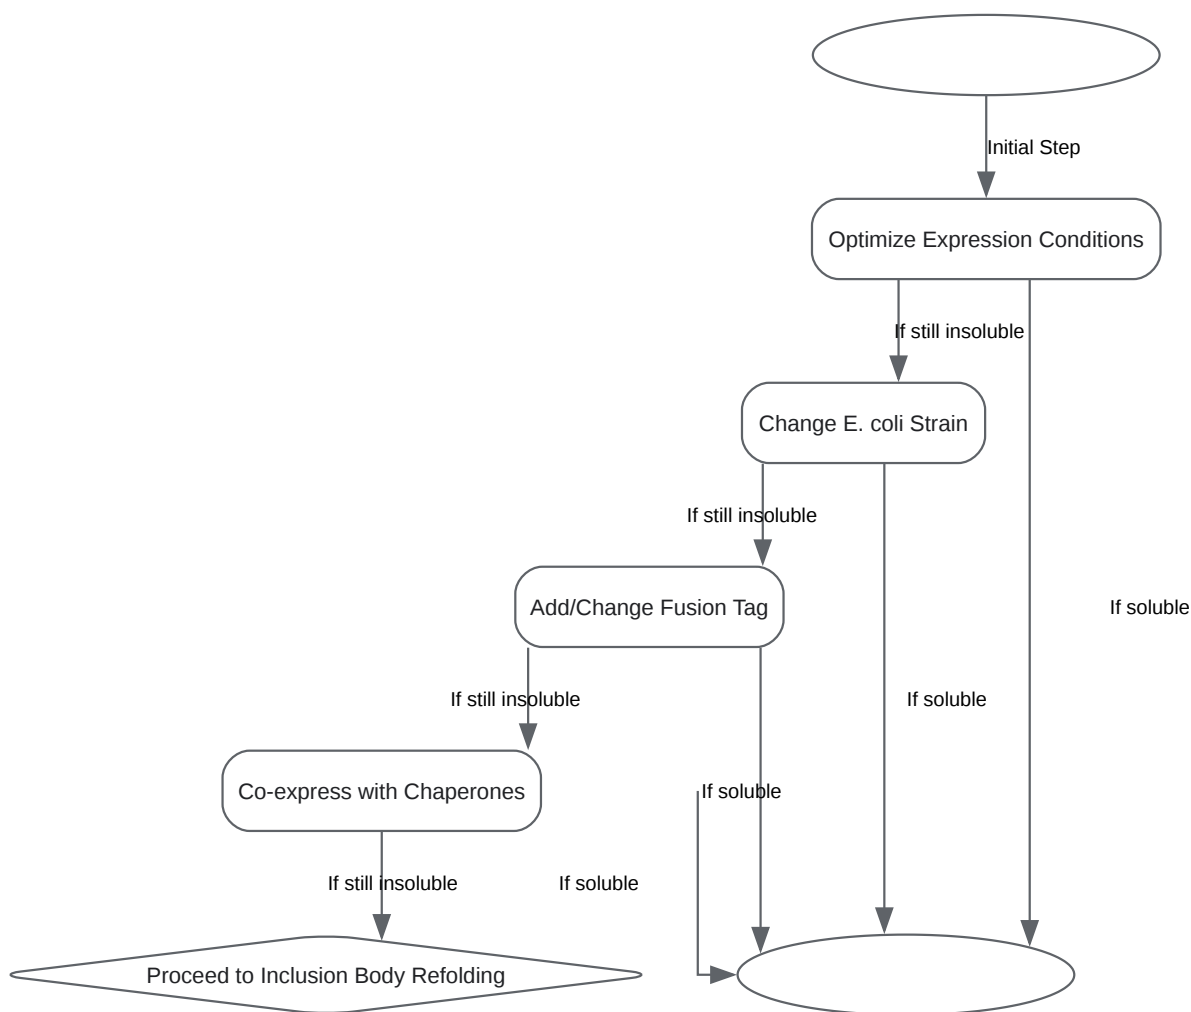 Initial Step
Optimize Expression Conditions
If still insoluble
Change E. coli Strain
If still insoluble
Add/Change Fusion Tag
If soluble
If still insoluble
If soluble
Co-express with Chaperones
If soluble
If still insoluble
If soluble
Proceed to Inclusion Body Refolding